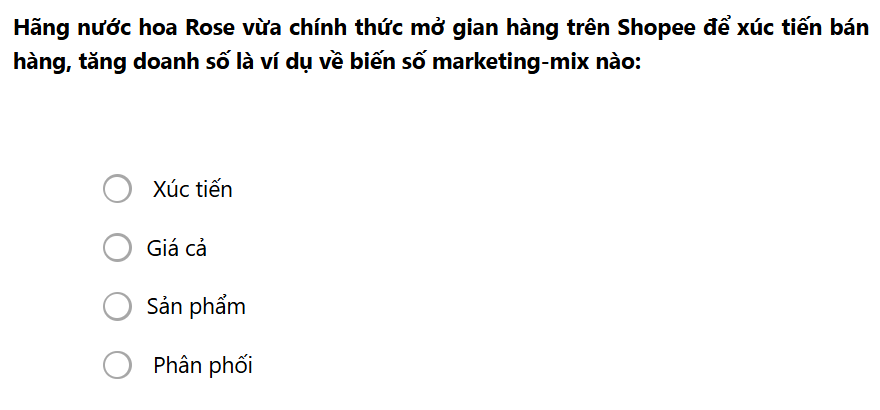 Hãng nước hoa Rose vừa chính thức mở gian hàng trên Shopee để xúc tiến bán
hàng, tăng doanh số là ví dụ về biến số marketing-mix nào:
Xúc tiến
Giá cả
Sản phẩm
Phân phối